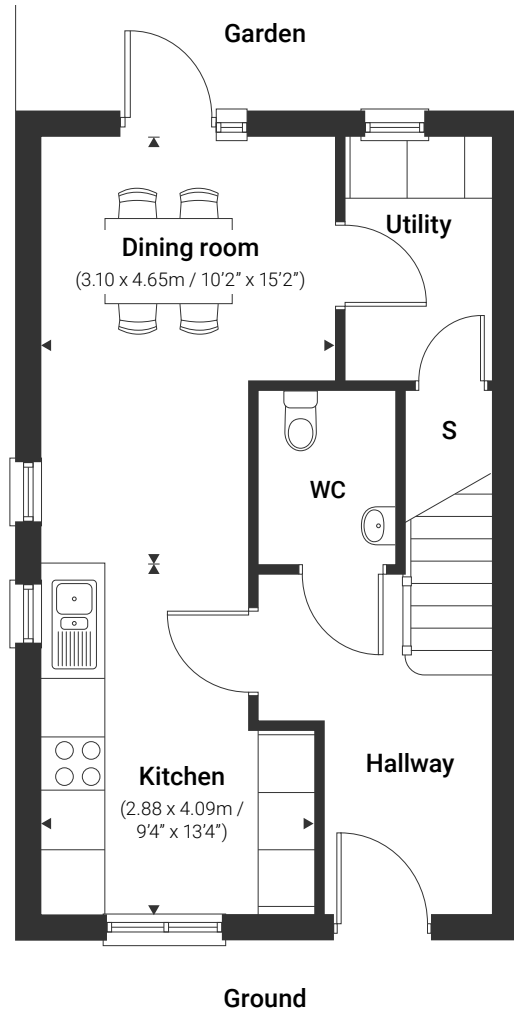 Garden
Utility
Dining room
(3.10 x 4.65m / 10’2” x 15’2”)
S
WC
Hallway
Kitchen
(2.88 x 4.09m /
9’4” x 13’4”)
Ground